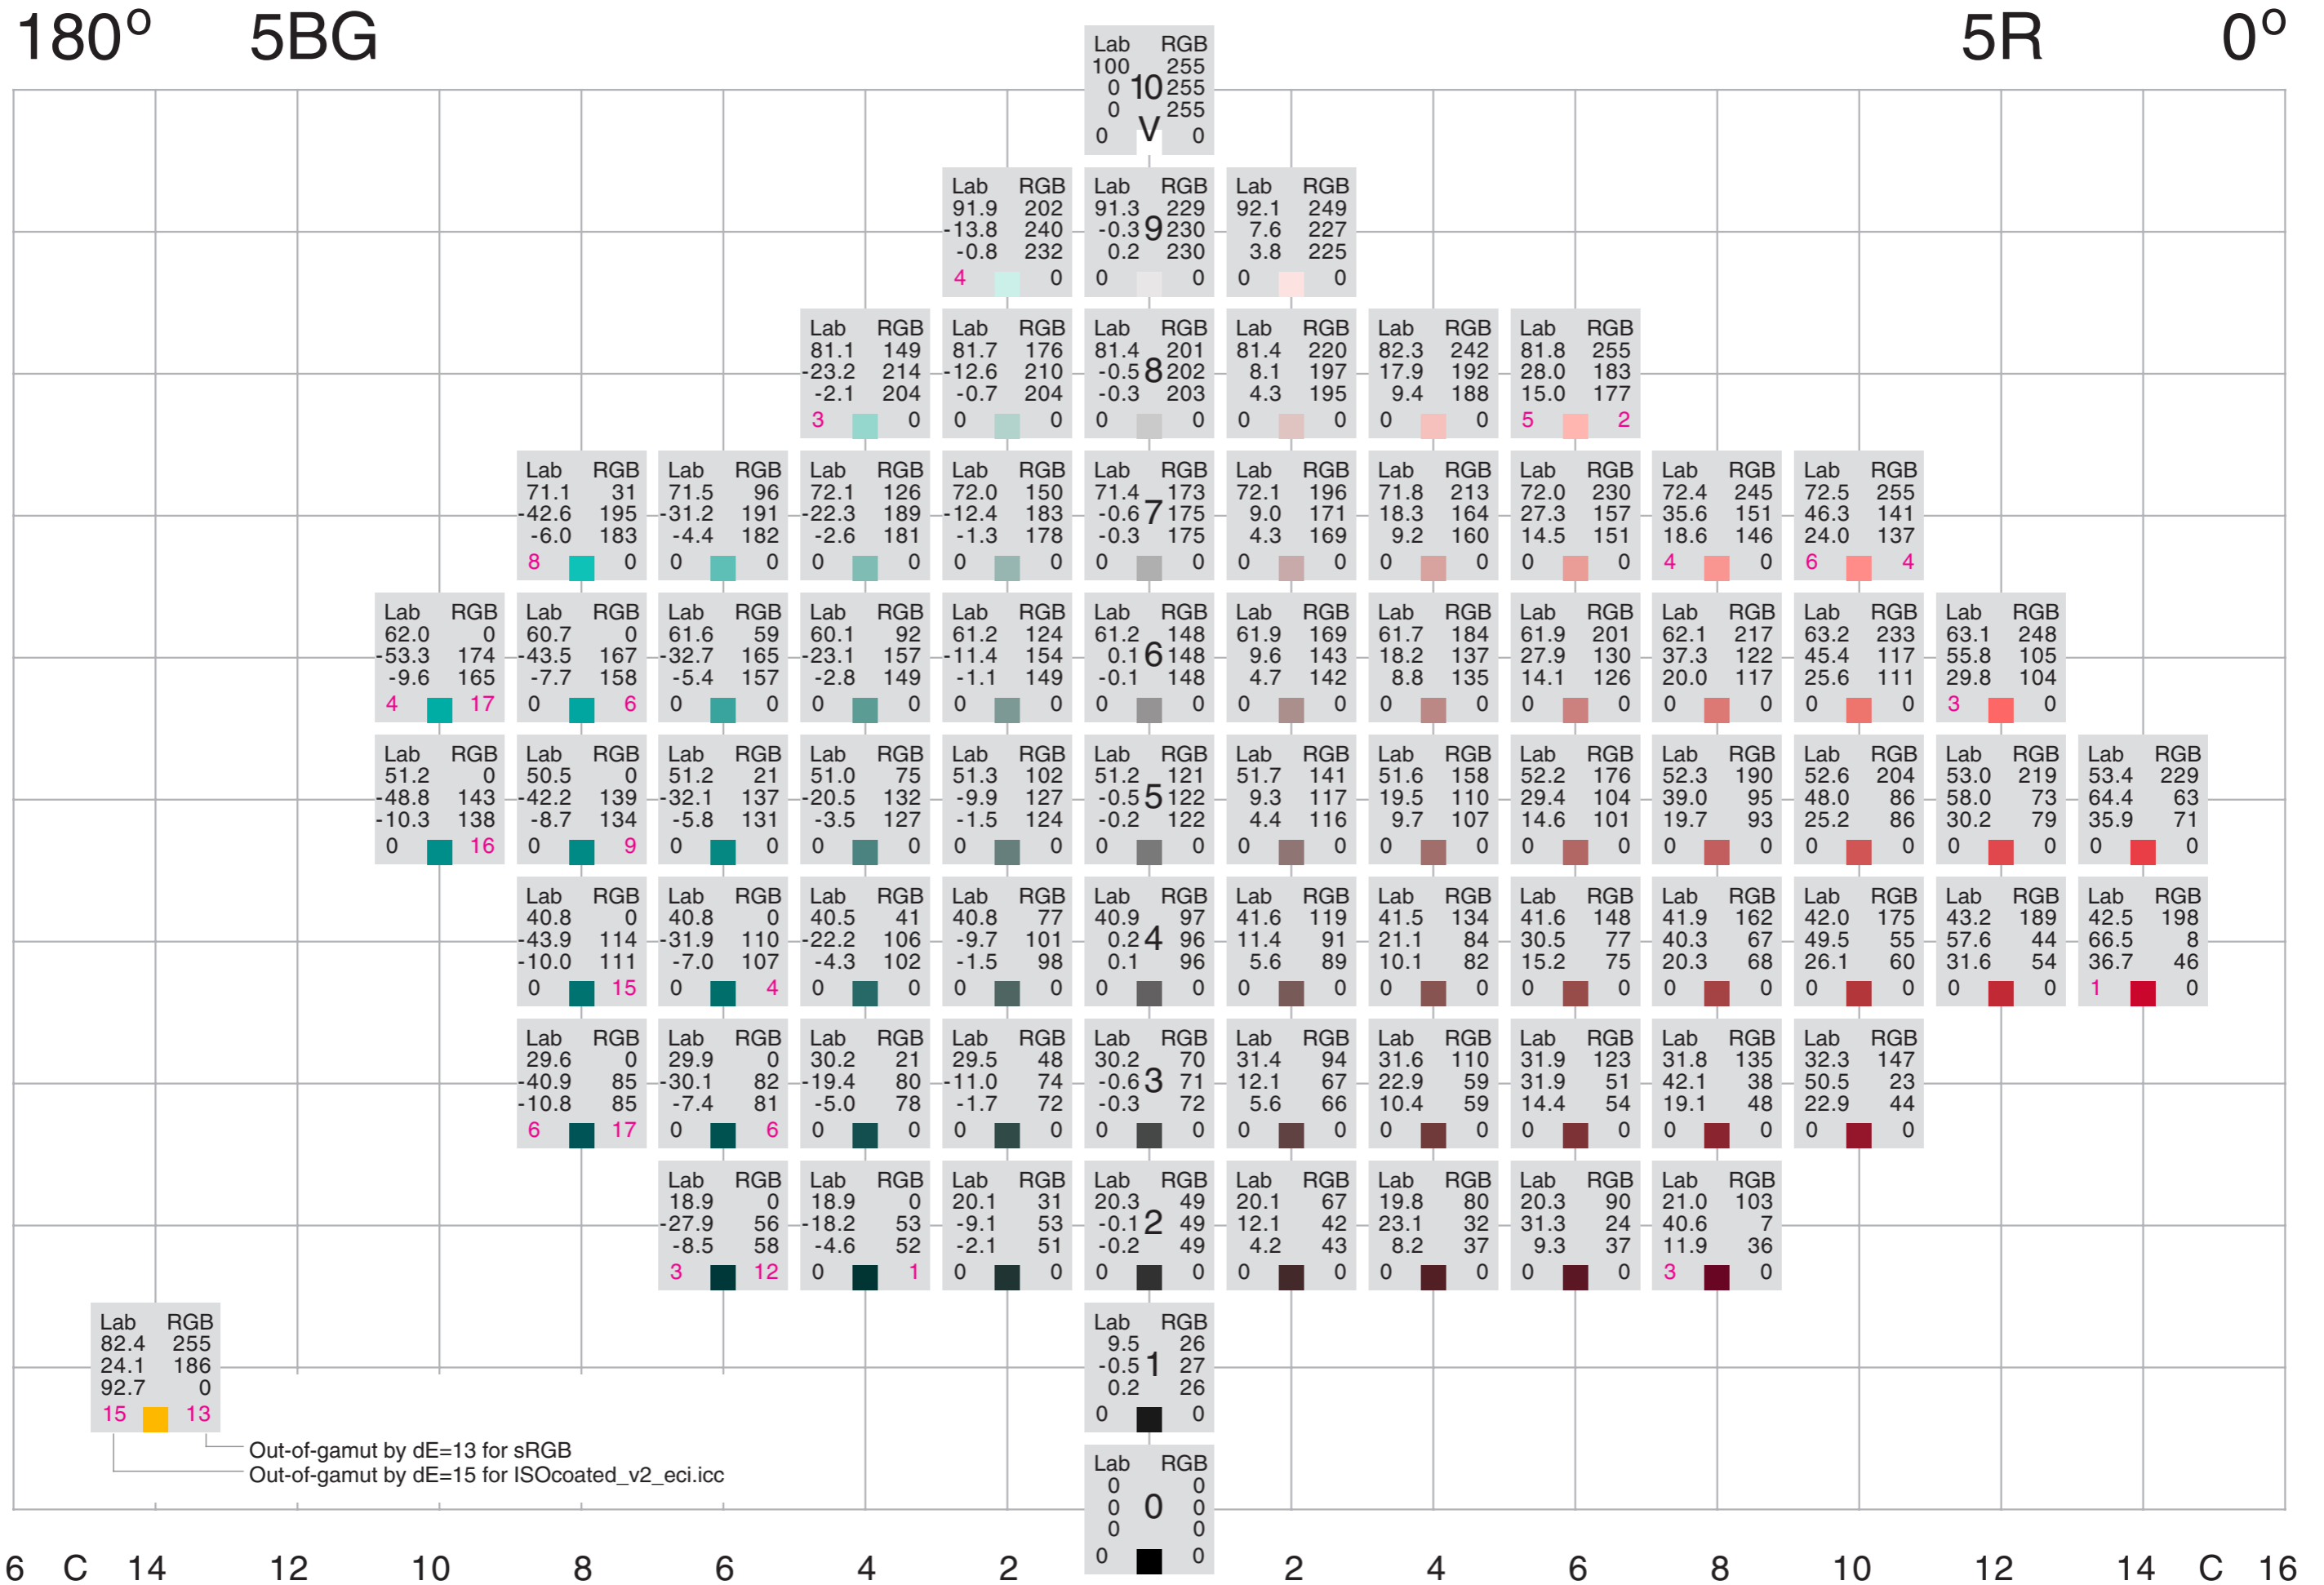 180° 5BG 5R 0°
Lab RGB
100 255
0 10 255
0 255
V
0 0
Lab RGB Lab RGB Lab RGB
91.9 202 91.3 229 92.1 249
-13.8 240 -0.3 9 230 7.6 227
-0.8 232 0.2 230 3.8 225
4 0 0 0 0 0
Lab RGB Lab RGB Lab RGB Lab RGB Lab RGB Lab RGB
81.1 149 81.7 176 81.4 201 81.4 220 82.3 242 81.8 255
-23.2 214 -12.6 210 -0.5 8 202 8.1 197 17.9 192 28.0 183
-2.1 204 -0.7 204 -0.3 203 4.3 195 9.4 188 15.0 177
3 0 0 0 0 0 0 0 0 0 5 2
Lab RGB Lab RGB Lab RGB Lab RGB Lab RGB Lab RGB Lab RGB Lab RGB Lab RGB Lab RGB
71.1 31 71.5 96 72.1 126 72.0 150 71.4 173 72.1 196 71.8 213 72.0 230 72.4 245 72.5 255
-42.6 195 -31.2 191 -22.3 189 -12.4 183 -0.6 7 175 9.0 171 18.3 164 27.3 157 35.6 151 46.3 141
-6.0 183 -4.4 182 -2.6 181 -1.3 178 -0.3 175 4.3 169 9.2 160 14.5 151 18.6 146 24.0 137
8 0 0 0 0 0 0 0 0 0 0 0 0 0 0 0 4 0 6 4
Lab RGB Lab RGB Lab RGB Lab RGB Lab RGB Lab RGB Lab RGB Lab RGB Lab RGB Lab RGB Lab RGB Lab RGB
62.0 0 60.7 0 61.6 59 60.1 92 61.2 124 61.2 148 61.9 169 61.7 184 61.9 201 62.1 217 63.2 233 63.1 248
-53.3 174 -43.5 167 -32.7 165 -23.1 157 -11.4 154 0.1 6 148 9.6 143 18.2 137 27.9 130 37.3 122 45.4 117 55.8 105
-9.6 165 -7.7 158 -5.4 157 -2.8 149 -1.1 149 -0.1 148 4.7 142 8.8 135 14.1 126 20.0 117 25.6 111 29.8 104
4 17 0 6 0 0 0 0 0 0 0 0 0 0 0 0 0 0 0 0 0 0 3 0
Lab RGB Lab RGB Lab RGB Lab RGB Lab RGB Lab RGB Lab RGB Lab RGB Lab RGB Lab RGB Lab RGB Lab RGB Lab RGB
51.2 0 50.5 0 51.2 21 51.0 75 51.3 102 51.2 121 51.7 141 51.6 158 52.2 176 52.3 190 52.6 204 53.0 219 53.4 229
-48.8 143 -42.2 139 -32.1 137 -20.5 132 -9.9 127 -0.5 5 122 9.3 117 19.5 110 29.4 104 39.0 95 48.0 86 58.0 73 64.4 63
-10.3 138 -8.7 134 -5.8 131 -3.5 127 -1.5 124 -0.2 122 4.4 116 9.7 107 14.6 101 19.7 93 25.2 86 30.2 79 35.9 71
0 16 0 9 0 0 0 0 0 0 0 0 0 0 0 0 0 0 0 0 0 0 0 0 0 0
Lab RGB Lab RGB Lab RGB Lab RGB Lab RGB Lab RGB Lab RGB Lab RGB Lab RGB Lab RGB Lab RGB Lab RGB
40.8 0 40.8 0 40.5 41 40.8 77 40.9 97 41.6 119 41.5 134 41.6 148 41.9 162 42.0 175 43.2 189 42.5 198
-43.9 114 -31.9 110 -22.2 106 -9.7 101 0.2 4 96 11.4 91 21.1 84 30.5 77 40.3 67 49.5 55 57.6 44 66.5 8
-10.0 111 -7.0 107 -4.3 102 -1.5 98 0.1 96 5.6 89 10.1 82 15.2 75 20.3 68 26.1 60 31.6 54 36.7 46
0 15 0 4 0 0 0 0 0 0 0 0 0 0 0 0 0 0 0 0 0 0 1 0
Lab RGB Lab RGB Lab RGB Lab RGB Lab RGB Lab RGB Lab RGB Lab RGB Lab RGB Lab RGB
29.6 0 29.9 0 30.2 21 29.5 48 30.2 70 31.4 94 31.6 110 31.9 123 31.8 135 32.3 147
-40.9 85 -30.1 82 -19.4 80 -11.0 74 -0.6 3 71 12.1 67 22.9 59 31.9 51 42.1 38 50.5 23
-10.8 85 -7.4 81 -5.0 78 -1.7 72 -0.3 72 5.6 66 10.4 59 14.4 54 19.1 48 22.9 44
6 17 0 6 0 0 0 0 0 0 0 0 0 0 0 0 0 0 0 0
Lab RGB Lab RGB Lab RGB Lab RGB Lab RGB Lab RGB Lab RGB Lab RGB
18.9 0 18.9 0 20.1 31 20.3 49 20.1 67 19.8 80 20.3 90 21.0 103
-27.9 56 -18.2 53 -9.1 53 -0.1 2 49 12.1 42 23.1 32 31.3 24 40.6 7
-8.5 58 -4.6 52 -2.1 51 -0.2 49 4.2 43 8.2 37 9.3 37 11.9 36
3 12 0 1 0 0 0 0 0 0 0 0 0 0 3 0
Lab RGB Lab RGB
82.4 255 9.5 26
24.1 186 -0.5 1 27
92.7 0 0.2 26
15 13 0 0
Out-of-gamut by dE=13 for sRGB
Out-of-gamut by dE=15 for ISOcoated_v2_eci.icc
Lab RGB
0 0
0 0 0
0 0
0 0
6 C 14 12 10 8 6 4 2 2 4 6 8 10 12 14 C 16